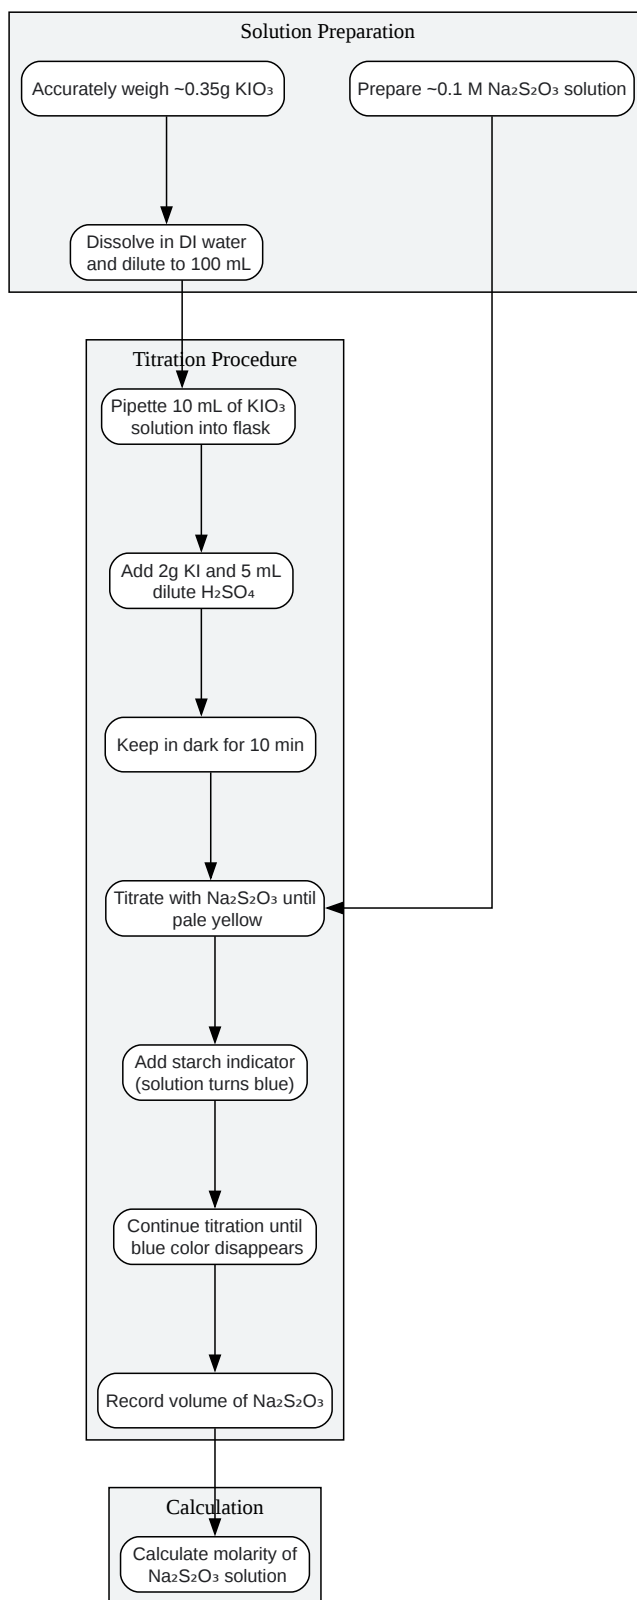 Solution Preparation
Accurately weigh ~0.35g KIO₃
Prepare ~0.1 M Na₂S₂O₃ solution
Dissolve in DI water
and dilute to 100 mL
Titration Procedure
Pipette 10 mL of KIO₃
solution into flask
Add 2g KI and 5 mL
dilute H₂SO₄
Keep in dark for 10 min
Titrate with Na₂S₂O₃ until
pale yellow
Add starch indicator
(solution turns blue)
Continue titration until
blue color disappears
Record volume of Na₂S₂O₃
Calculation
Calculate molarity of
Na₂S₂O₃ solution